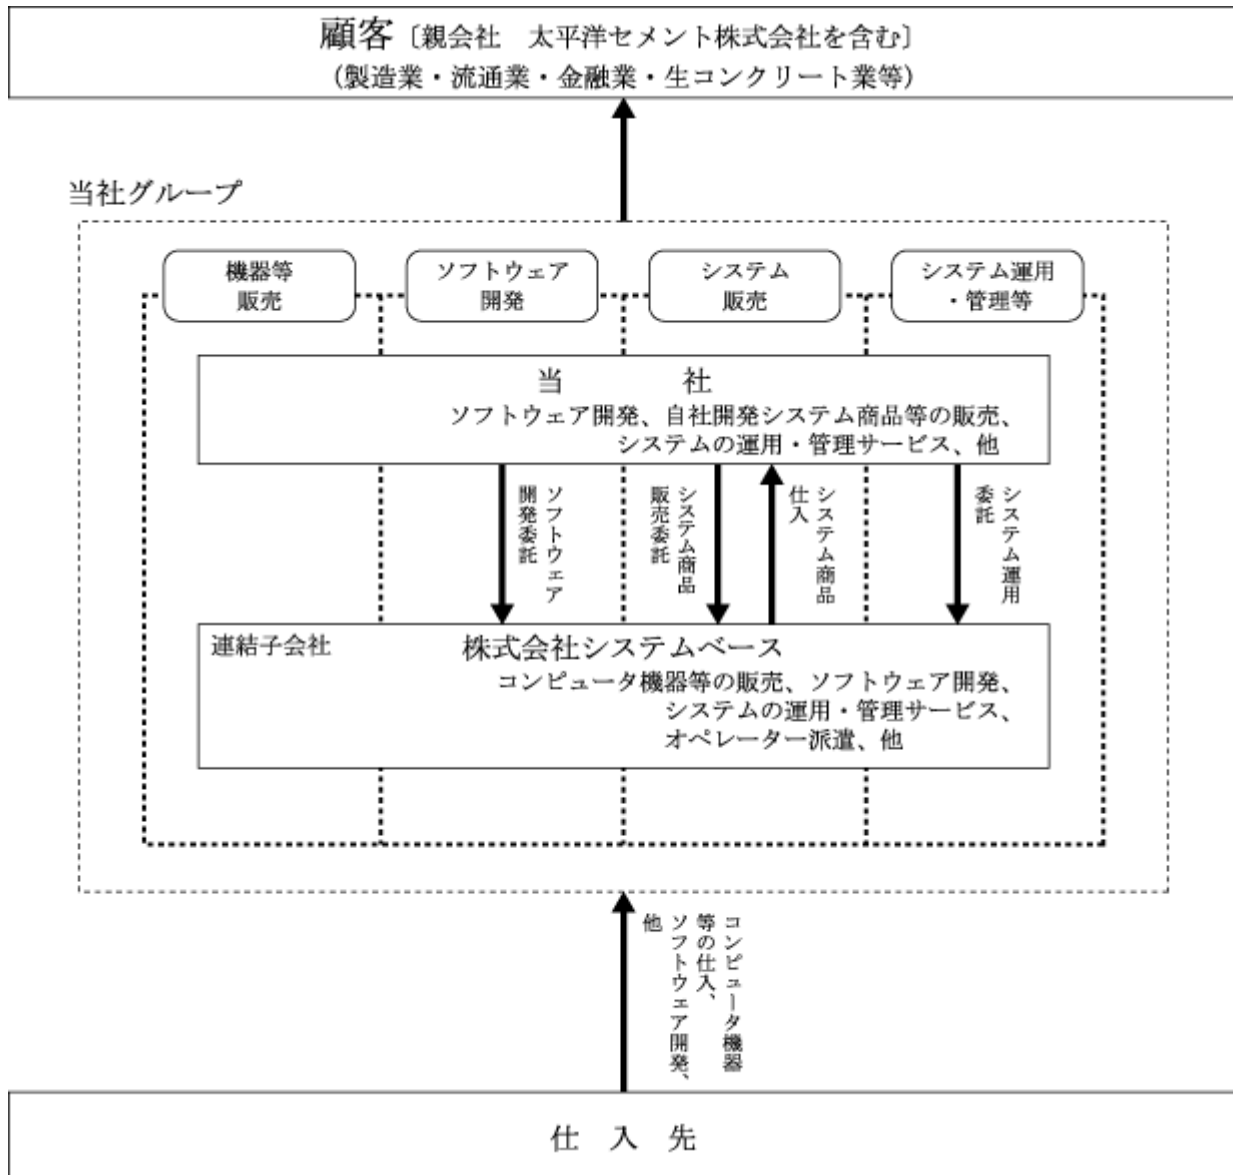 顧客〔親会社　太平洋セメント株式会社を含む〕
（製造業・流通業・金融業・生コンクリート業等）
当社グループ
機器等
販売
ソフトウェア
開発
システム
販売
システム運用
・管理等
当　　社
ソフトウェア開発、自社開発システム商品等の販売、
システムの運用・管理サービス、他
ソフトウェア
開発委託
システム商品
販売委託
システム商品
仕入
システム運用
委託
連結子会社
株式会社システムベース
コンピュータ機器等の販売、ソフトウェア開発、
システムの運用・管理サービス、
オペレーター派遣、他
コンピュータ機器
等の仕入、
ソフトウェア開発、
他
仕　入　先